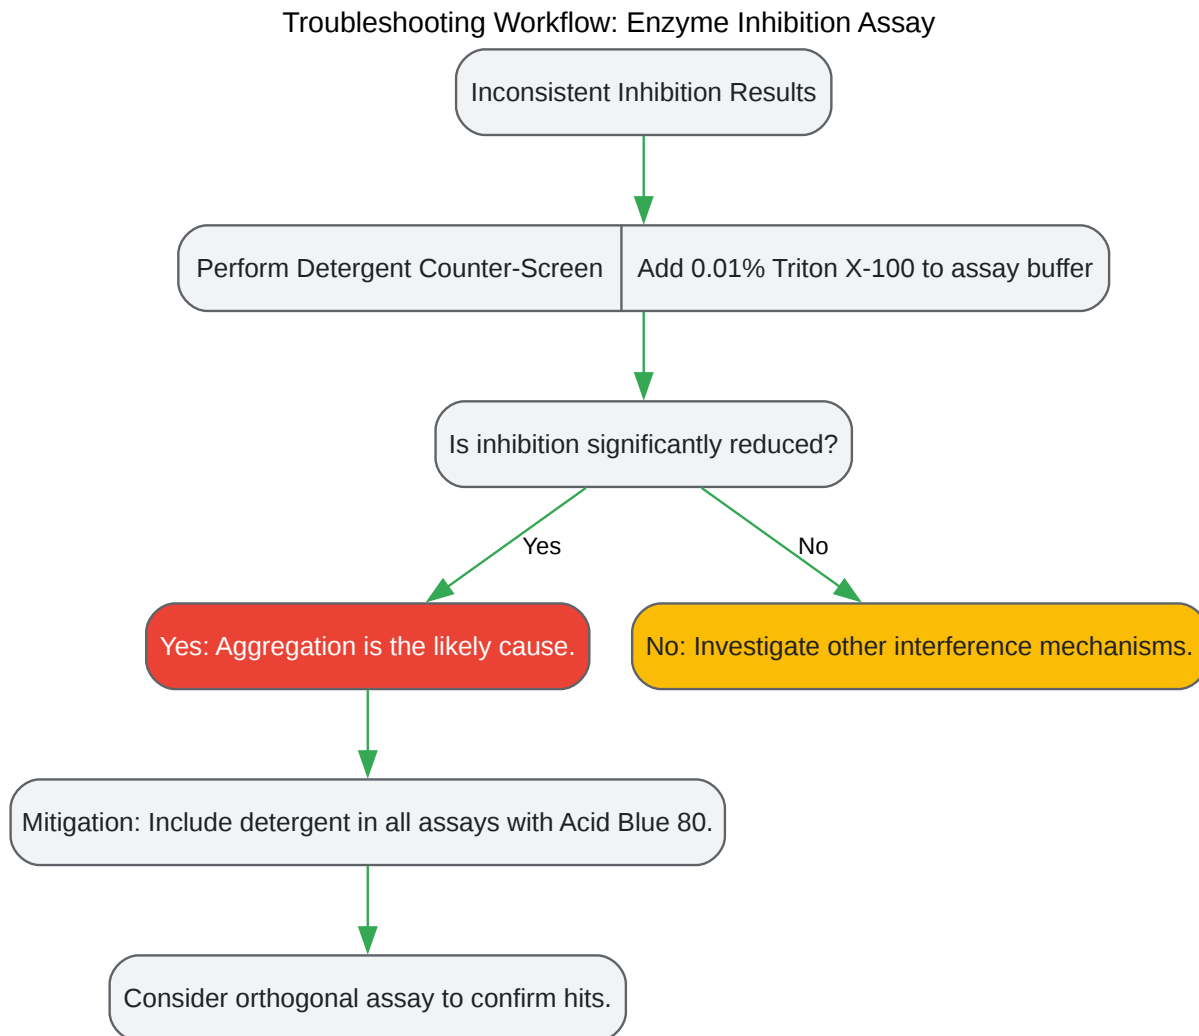 Troubleshooting Workflow: Enzyme Inhibition Assay
Inconsistent Inhibition Results
Perform Detergent Counter-Screen
Add 0.01% Triton X-100 to assay buffer
Is inhibition significantly reduced?
Yes
No
Yes: Aggregation is the likely cause.
No: Investigate other interference mechanisms.
Mitigation: Include detergent in all assays with Acid Blue 80.
Consider orthogonal assay to confirm hits.